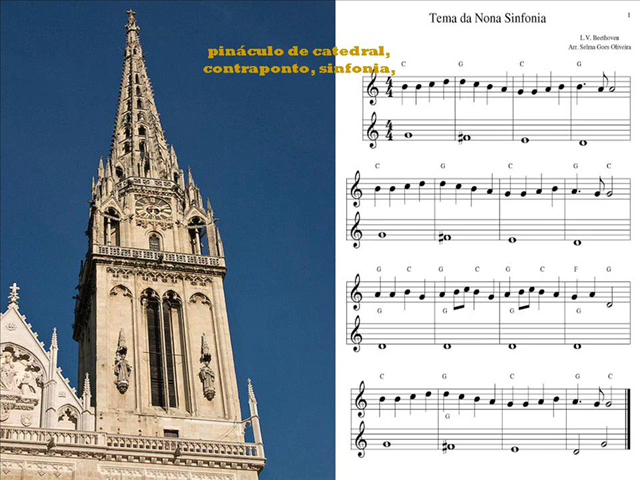 pináculo de catedral,
contraponto, sinfonia,
Tema da Nona Sinfonia
1
L.V. Beethoven
Arr. Selma Goes Oliveira
C G C G
C G C G
G C G C G C F G
G G G
C G C G C
G